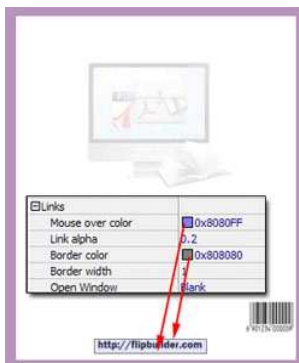 Links
Mouse over color 0x8080FF
Link alpha 0.2
Border color 0x808080
Border width 1
Open Window Blank
http://flipbuilder.com